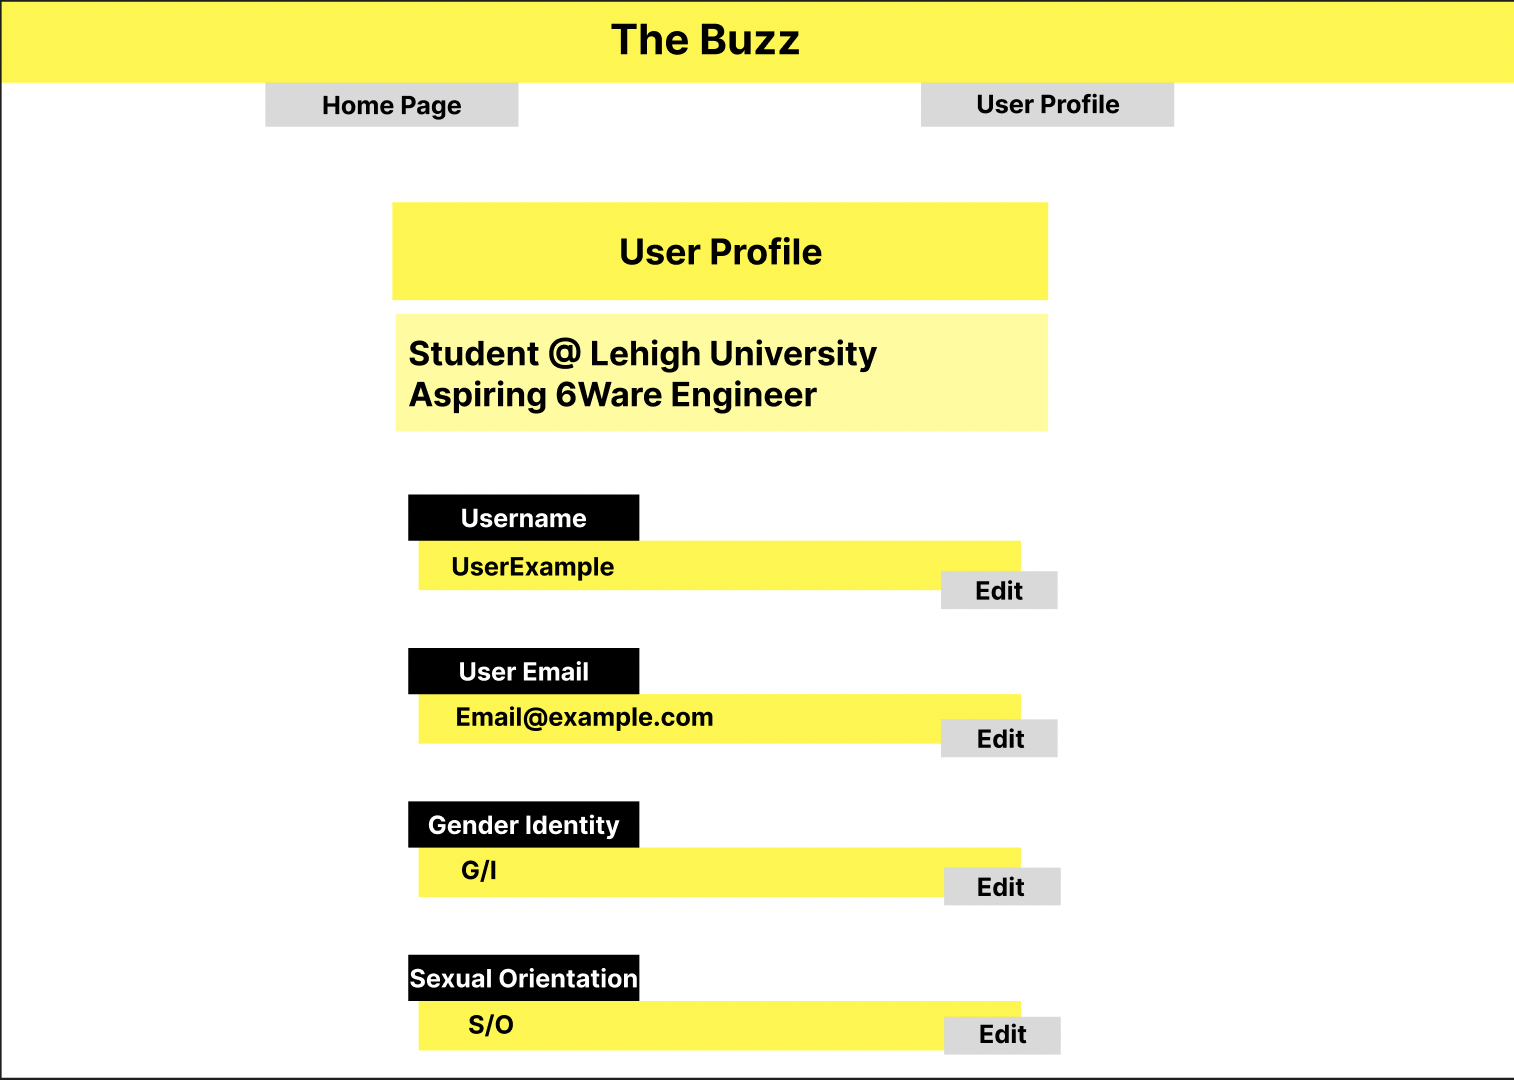 The Buzz
Home Page
User Profile
User Profile
Student @ Lehigh University
Aspiring 6Ware Engineer
Username
UserExample
Edit
User Email
Email@example.com
Edit
Gender Identity
G/I
Edit
Sexual Orientation
S/O
Edit